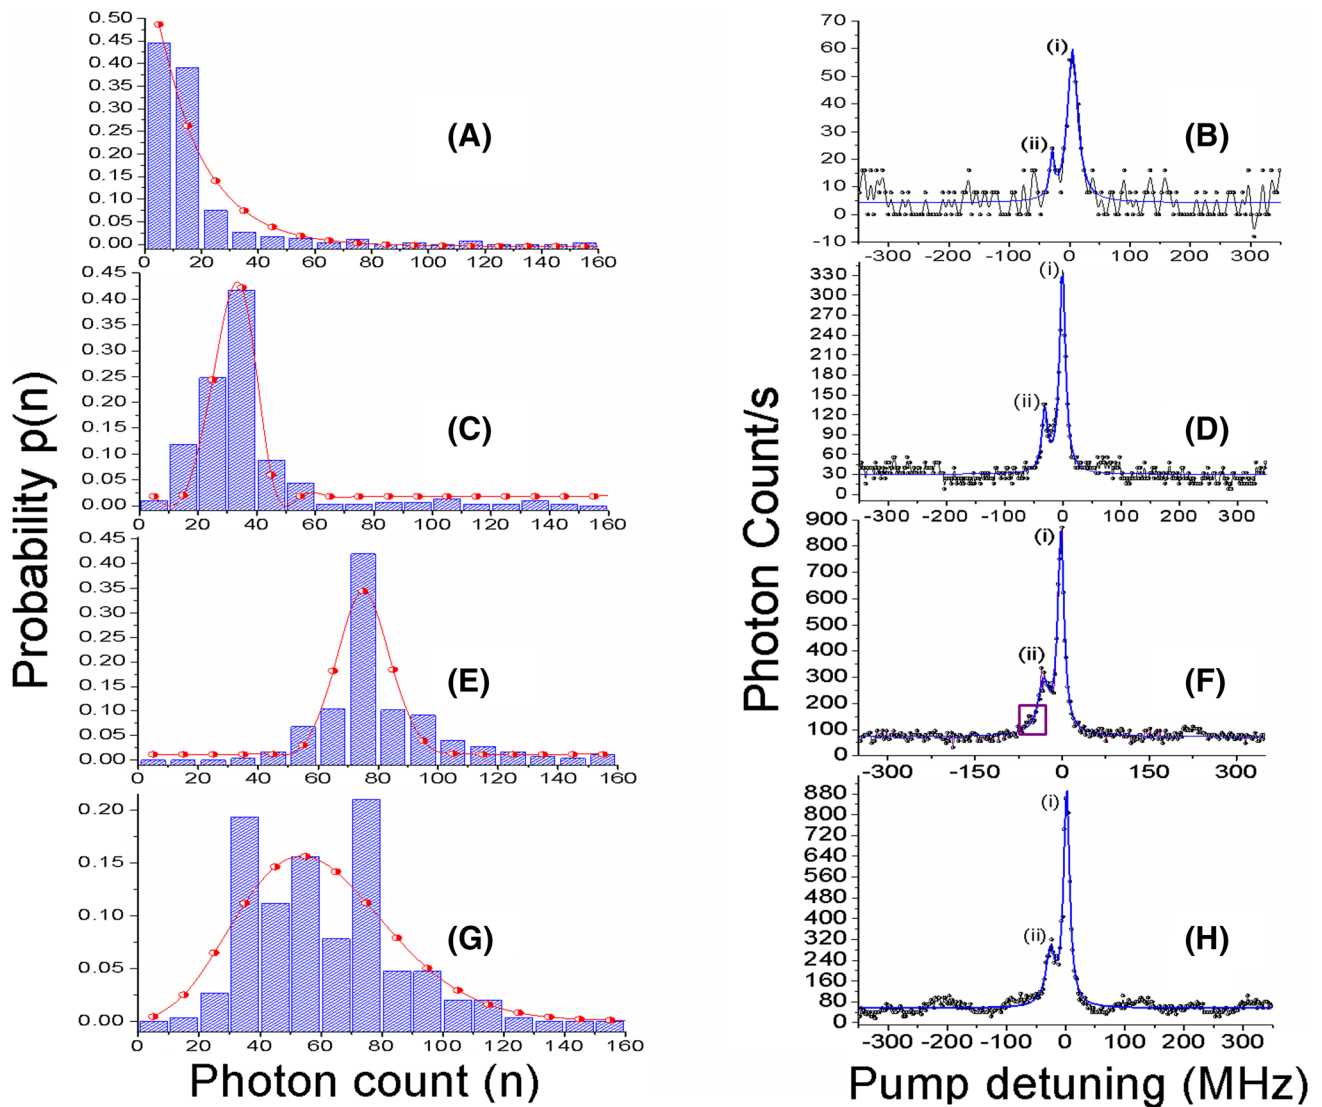 Probability p(n)
0.50
0.45
0.40
0.35
0.30
0.25
0.20
0.15
0.10
0.05
0.00
(A)
0 20 40 60 80 100 120 140 160
0.45
0.40
0.35
0.30
0.25
0.20
0.15
0.10
0.05
0.00
(C)
0 20 40 60 80 100 120 140 160
0.45
0.40
0.35
0.30
0.25
0.20
0.15
0.10
0.05
0.00
(E)
0 20 40 60 80 100 120 140 160
0.20
0.15
0.10
0.05
0.00
(G)
0 20 40 60 80 100 120 140 160
Photon count (n)
Photon Count/s
70
60
50
40
30
20
10
0
-10
(i)
(ii)
(B)
-300 -200 -100 0 100 200 300
330
300
270
240
210
180
150
120
90
60
30
0
(i)
(ii)
(D)
-300 -200 -100 0 100 200 300
900
800
700
600
500
400
300
200
100
0
(i)
(ii)
(F)
-300 -150 0 150 300
880
800
720
640
560
480
400
320
240
160
80
0
(i)
(ii)
(H)
-300 -200 -100 0 100 200 300
Pump detuning (MHz)